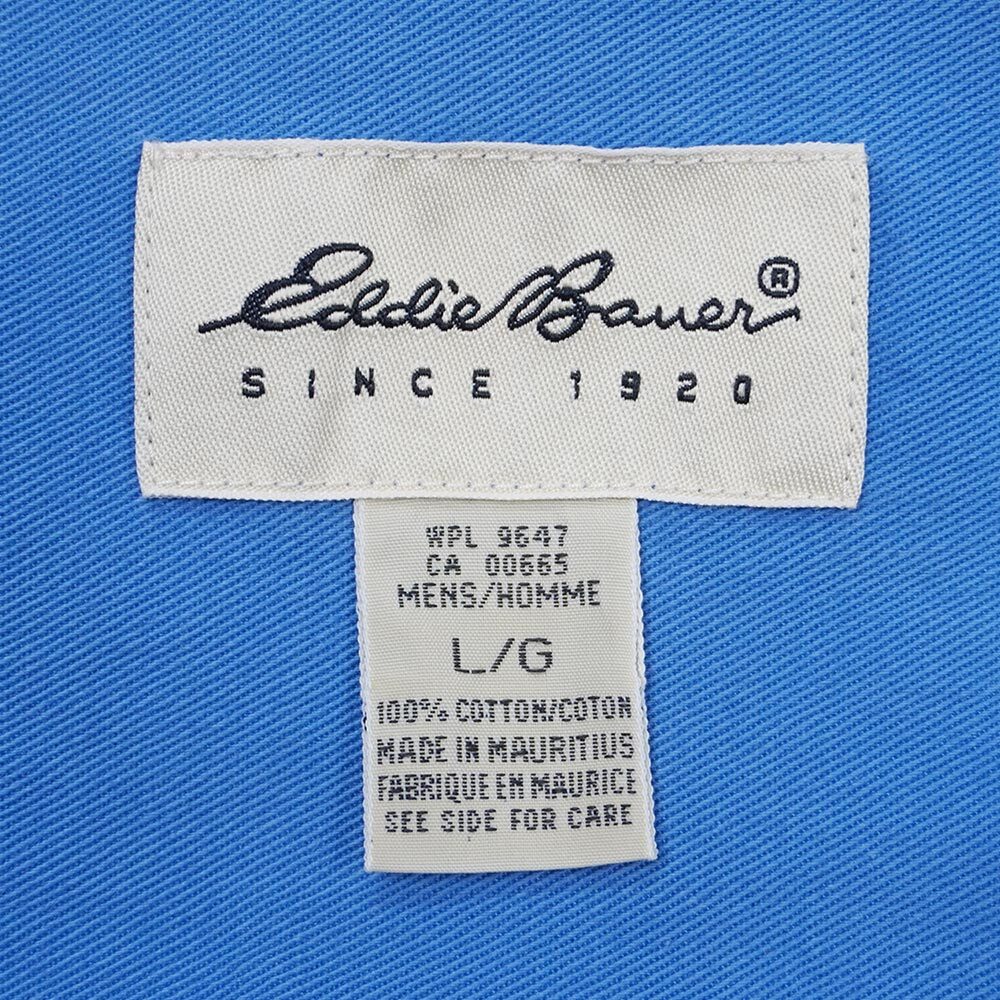 Eddie Bauer®
SINCE 1920
WPL 9647
CA 00665
MENS/HOMME
L/G
100% COTTON/COTON
MADE IN MAURITIUS
FABRIQUE EN MAURICE
SEE SIDE FOR CARE